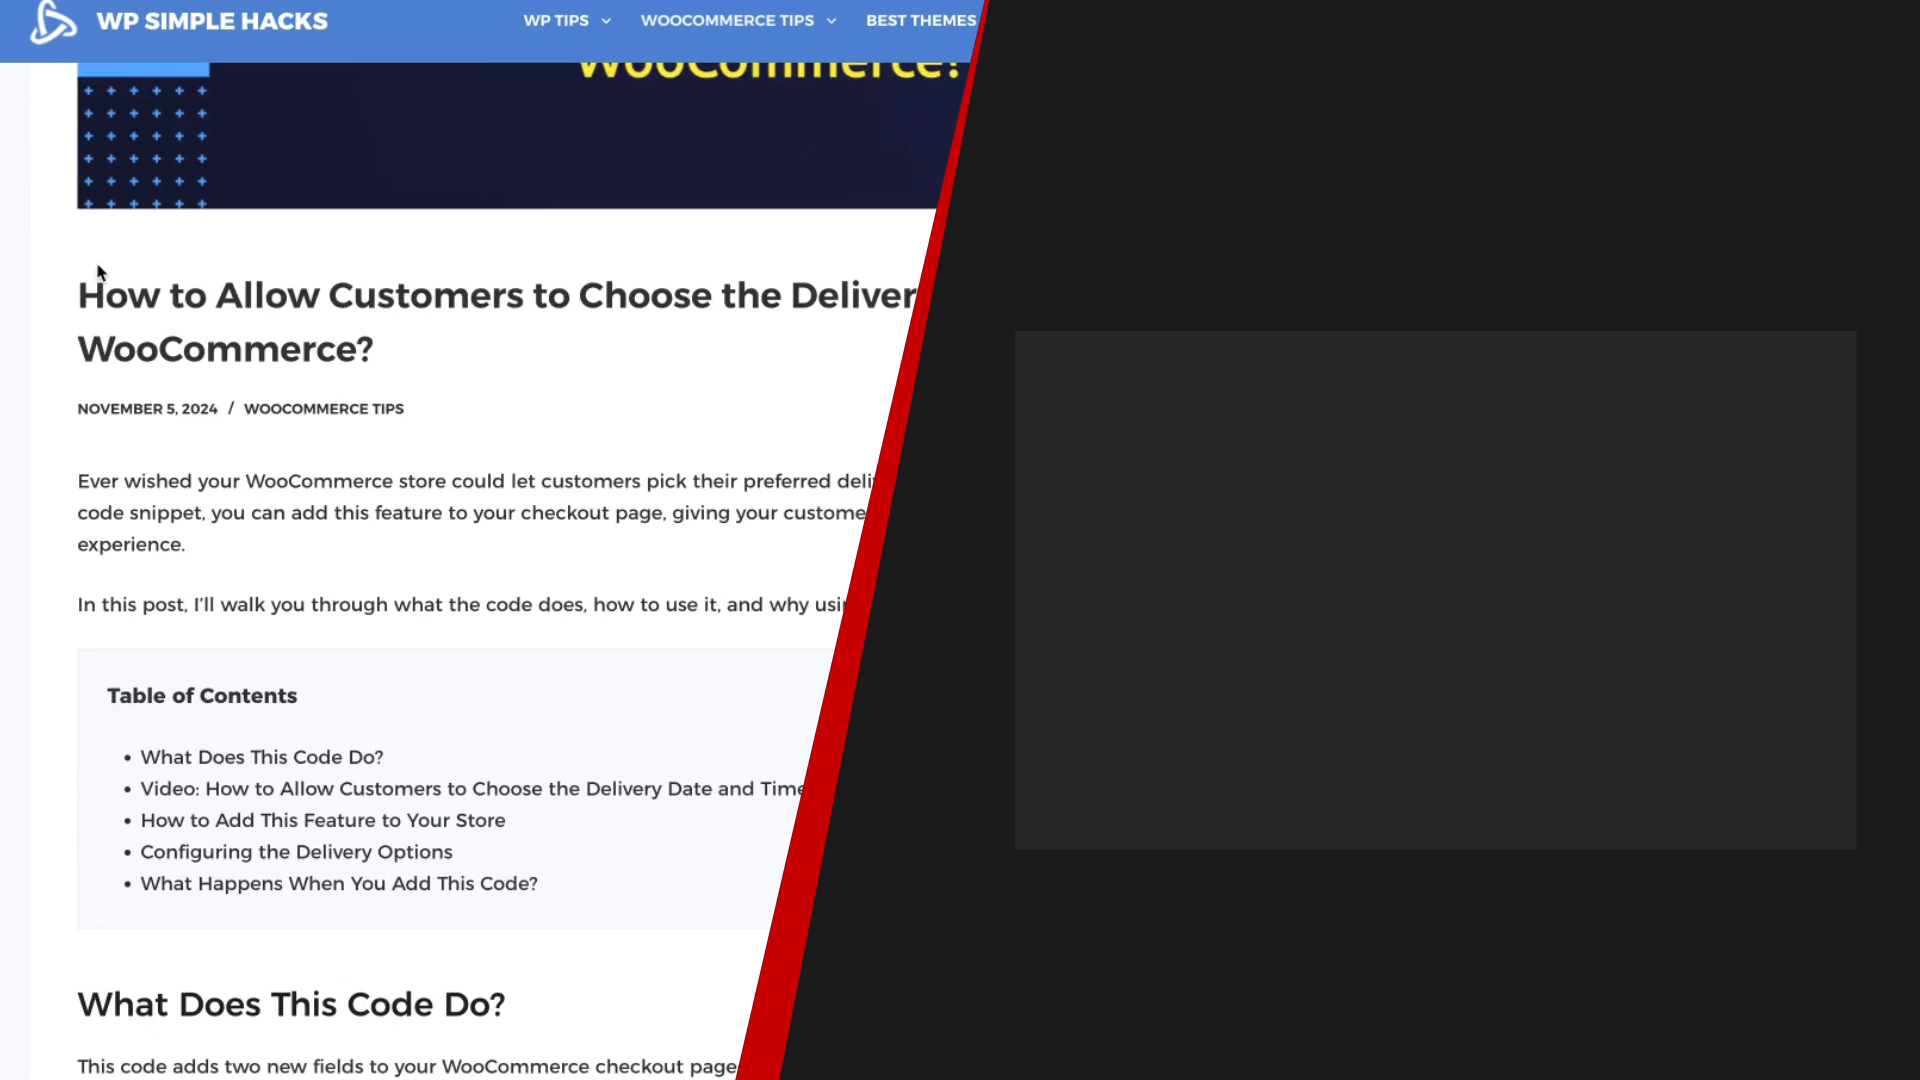 WP SIMPLE HACKS
WP TIPS
WOOCOMMERCE TIPS
BEST THEMES
WooCommerce?
How to Allow Customers to Choose the Deliver
WooCommerce?
NOVEMBER 5, 2024 / WOOCOMMERCE TIPS
Ever wished your WooCommerce store could let customers pick their preferred deli
code snippet, you can add this feature to your checkout page, giving your custome
experience.
In this post, I'll walk you through what the code does, how to use it, and why usin
Table of Contents
• What Does This Code Do?
• Video: How to Allow Customers to Choose the Delivery Date and Time
• How to Add This Feature to Your Store
• Configuring the Delivery Options
• What Happens When You Add This Code?
What Does This Code Do?
This code adds two new fields to your WooCommerce checkout page